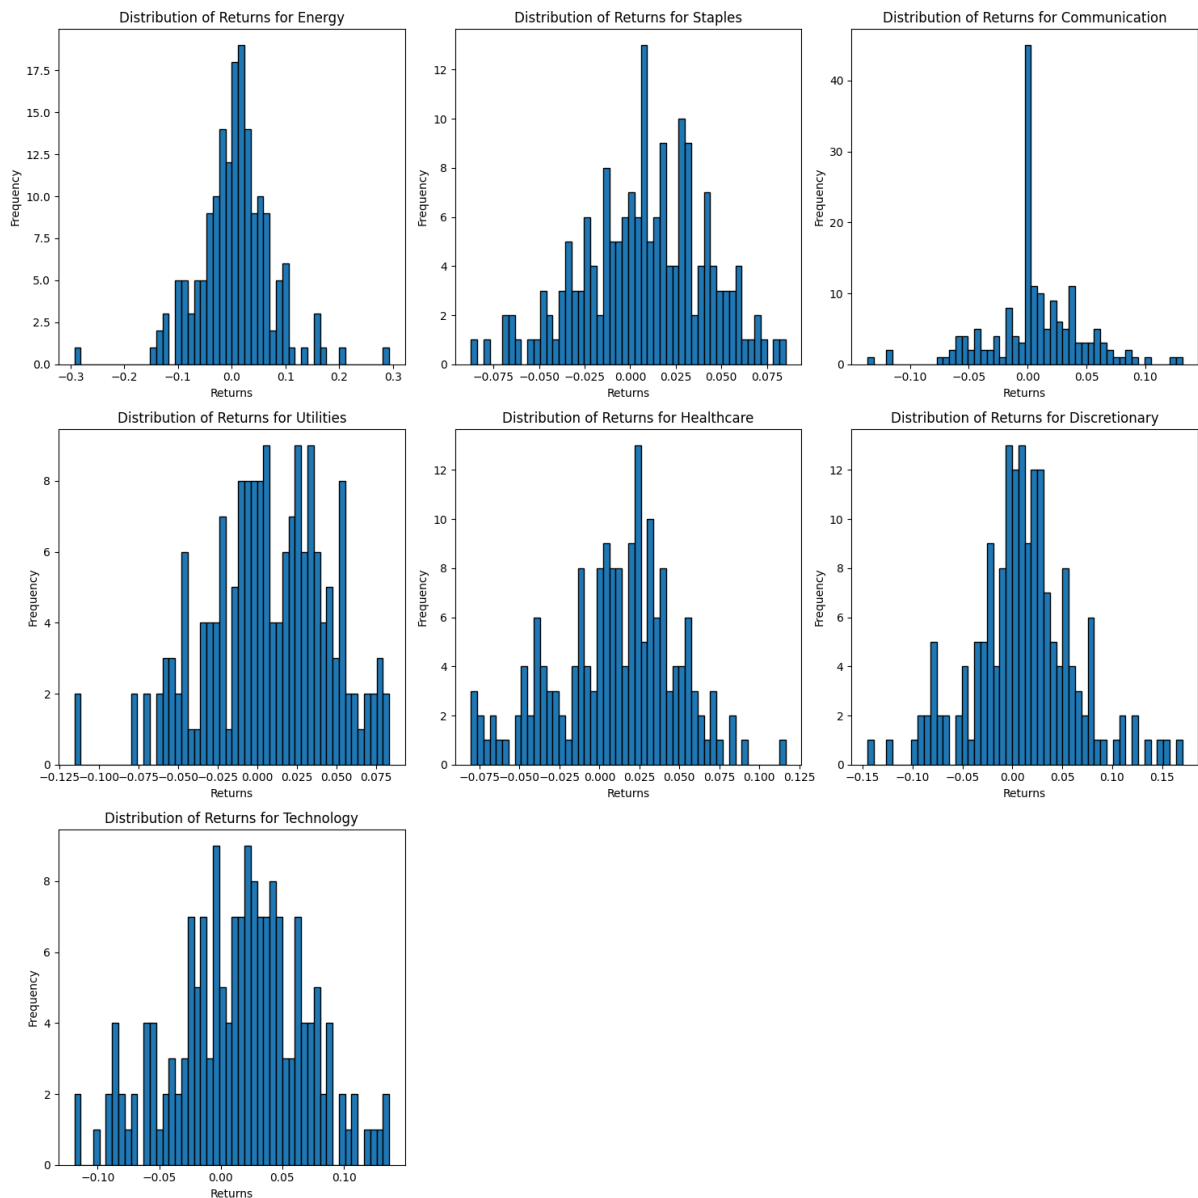 Distribution of Returns for Energy
17.5
15.0
12.5
10.0
7.5
5.0
2.5
0.0
Frequency
−0.3 −0.2 −0.1 0.0 0.1 0.2 0.3
Returns
Distribution of Returns for Staples
12
10
8
6
4
2
0
Frequency
−0.075 −0.050 −0.025 0.000 0.025 0.050 0.075
Returns
Distribution of Returns for Communication
40
30
20
10
0
Frequency
−0.10 −0.05 0.00 0.05 0.10
Returns
Distribution of Returns for Utilities
8
6
4
2
0
Frequency
−0.125 −0.100 −0.075 −0.050 −0.025 0.000 0.025 0.050 0.075
Returns
Distribution of Returns for Healthcare
12
10
8
6
4
2
0
Frequency
−0.075 −0.050 −0.025 0.000 0.025 0.050 0.075 0.100 0.125
Returns
Distribution of Returns for Discretionary
12
10
8
6
4
2
0
Frequency
−0.15 −0.10 −0.05 0.00 0.05 0.10 0.15
Returns
Distribution of Returns for Technology
8
6
4
2
0
Frequency
−0.10 −0.05 0.00 0.05 0.10
Returns